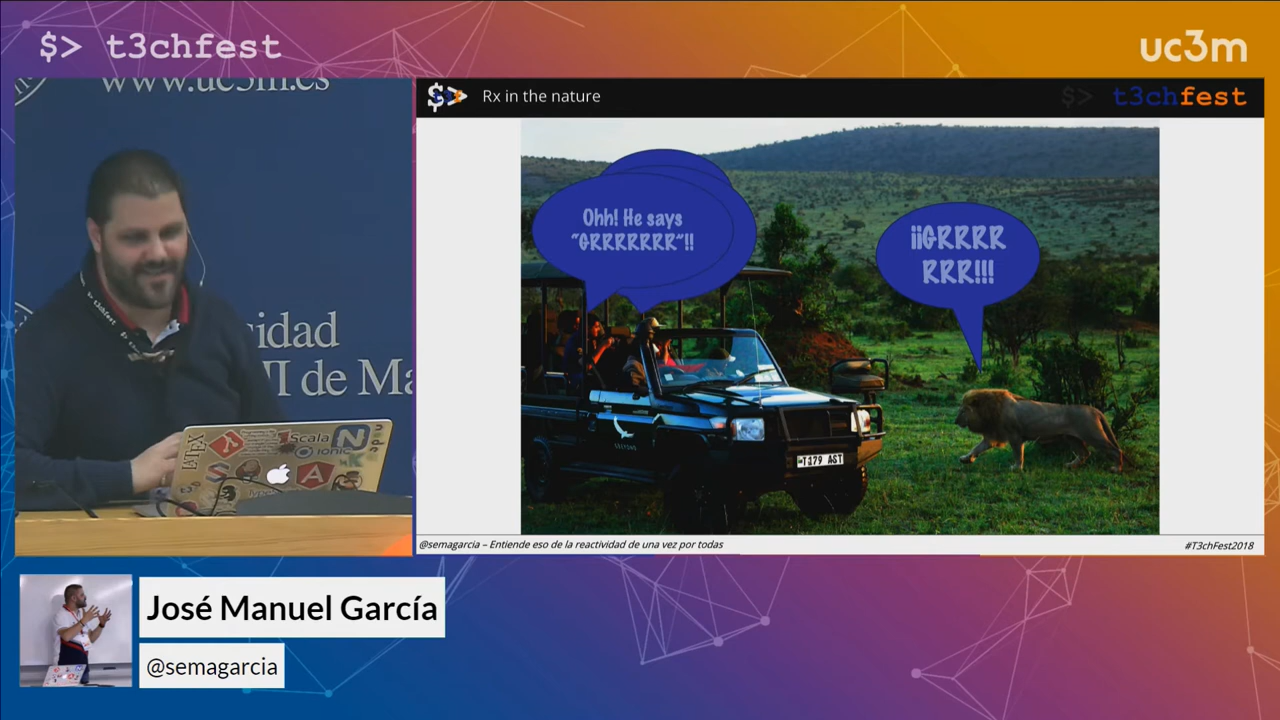 $> t3chfest
uc3m
www.uc3m.es
sidad
III de Ma
LATEX
Scala
N
ionic
A
$> Rx in the nature
$> t3chfest
Ohh! He says
"GRRRRRRR"!!
¡¡GRRRR
RRR!!!
T179 AST
@semagarcia – Entiende eso de la reactividad de una vez por todas
#T3chFest2018
José Manuel García
@semagarcia